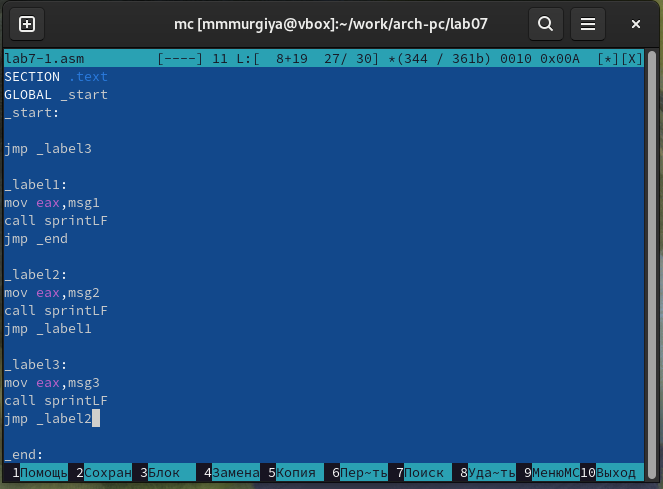 mc [mmmurgiya@vbox]:~/work/arch-pc/lab07
lab7-1.asm [----] 11 L:[ 8+19 27/ 30] *(344 / 361b) 0010 0x00A [*][X]
SECTION .text
GLOBAL _start
_start:
jmp _label3
_label1:
mov eax,msg1
call sprintLF
jmp _end
_label2:
mov eax,msg2
call sprintLF
jmp _label1
_label3:
mov eax,msg3
call sprintLF
jmp _label2
_end:
1Помощь 2Сохран 3Блок 4Замена 5Копия 6Пер~ть 7Поиск 8Уда~ть 9МенюМС 10Выход